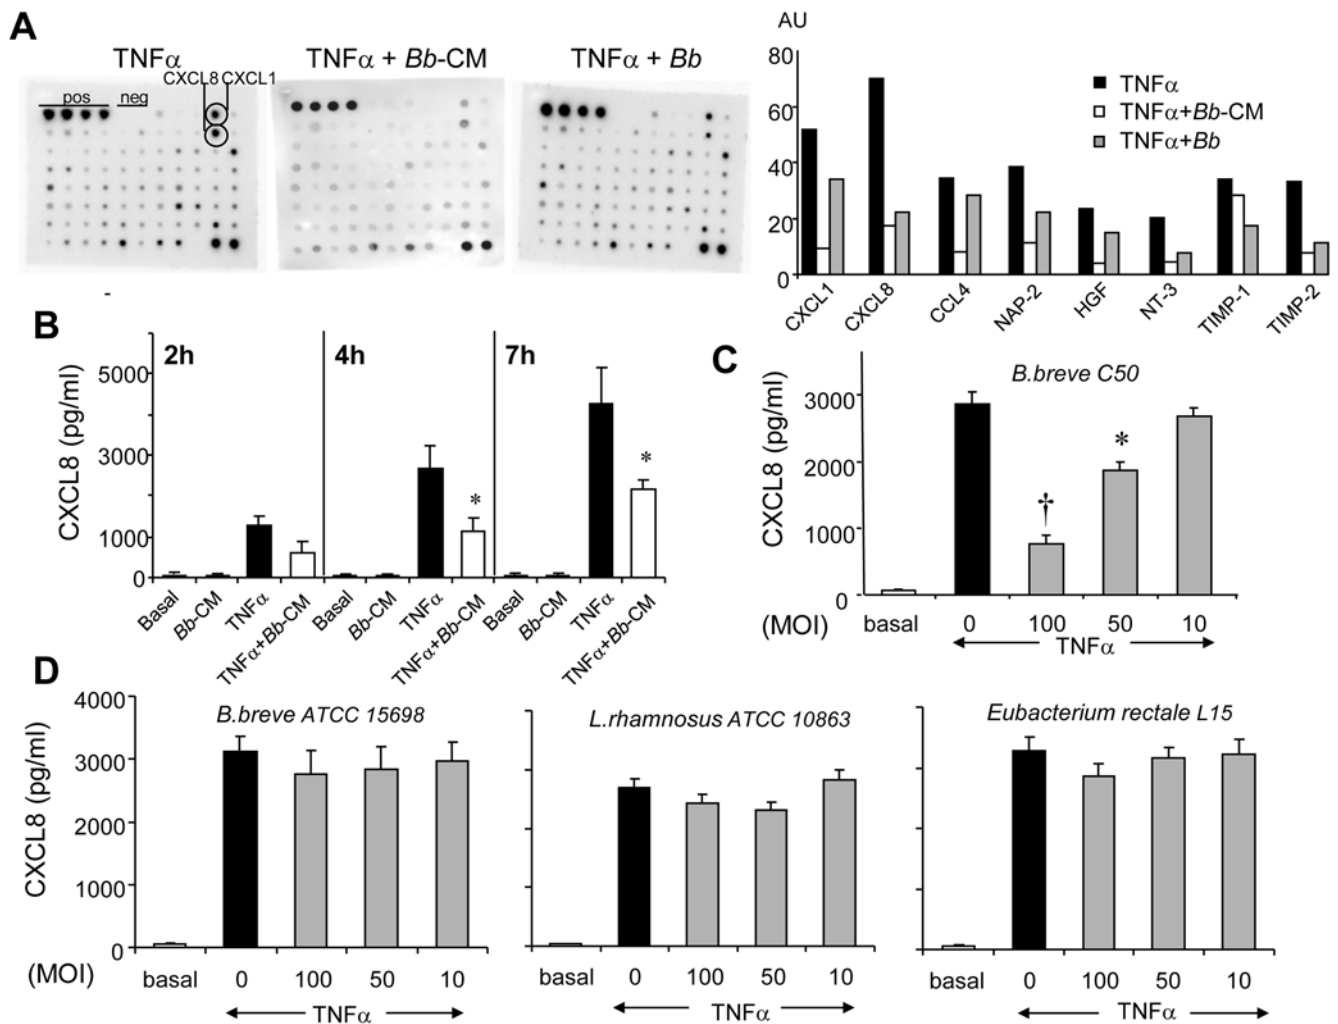 A
TNFα
TNFα + Bb-CM
TNFα + Bb
CXCL8 CXCL1
pos neg
AU
80
60
40
20
0
TNFα
TNFα+Bb-CM
TNFα+Bb
CXCL1 CXCL8 CCL4 NAP-2 HGF NT-3 TIMP-1 TIMP-2
B
2h 4h 7h
CXCL8 (pg/ml)
5000
3000
1000
0
Basal Bb-CM TNFα TNFα+Bb-CM Basal Bb-CM TNFα TNFα+Bb-CM Basal Bb-CM TNFα TNFα+Bb-CM
* *
C
B.breve C50
CXCL8 (pg/ml)
3000
2000
1000
0
† *
(MOI) basal 0 100 50 10
TNFα
D
CXCL8 (pg/ml)
4000
3000
2000
1000
0
B.breve ATCC 15698
(MOI) basal 0 100 50 10
TNFα
L.rhamnosus ATCC 10863
basal 0 100 50 10
TNFα
Eubacterium rectale L15
basal 0 100 50 10
TNFα